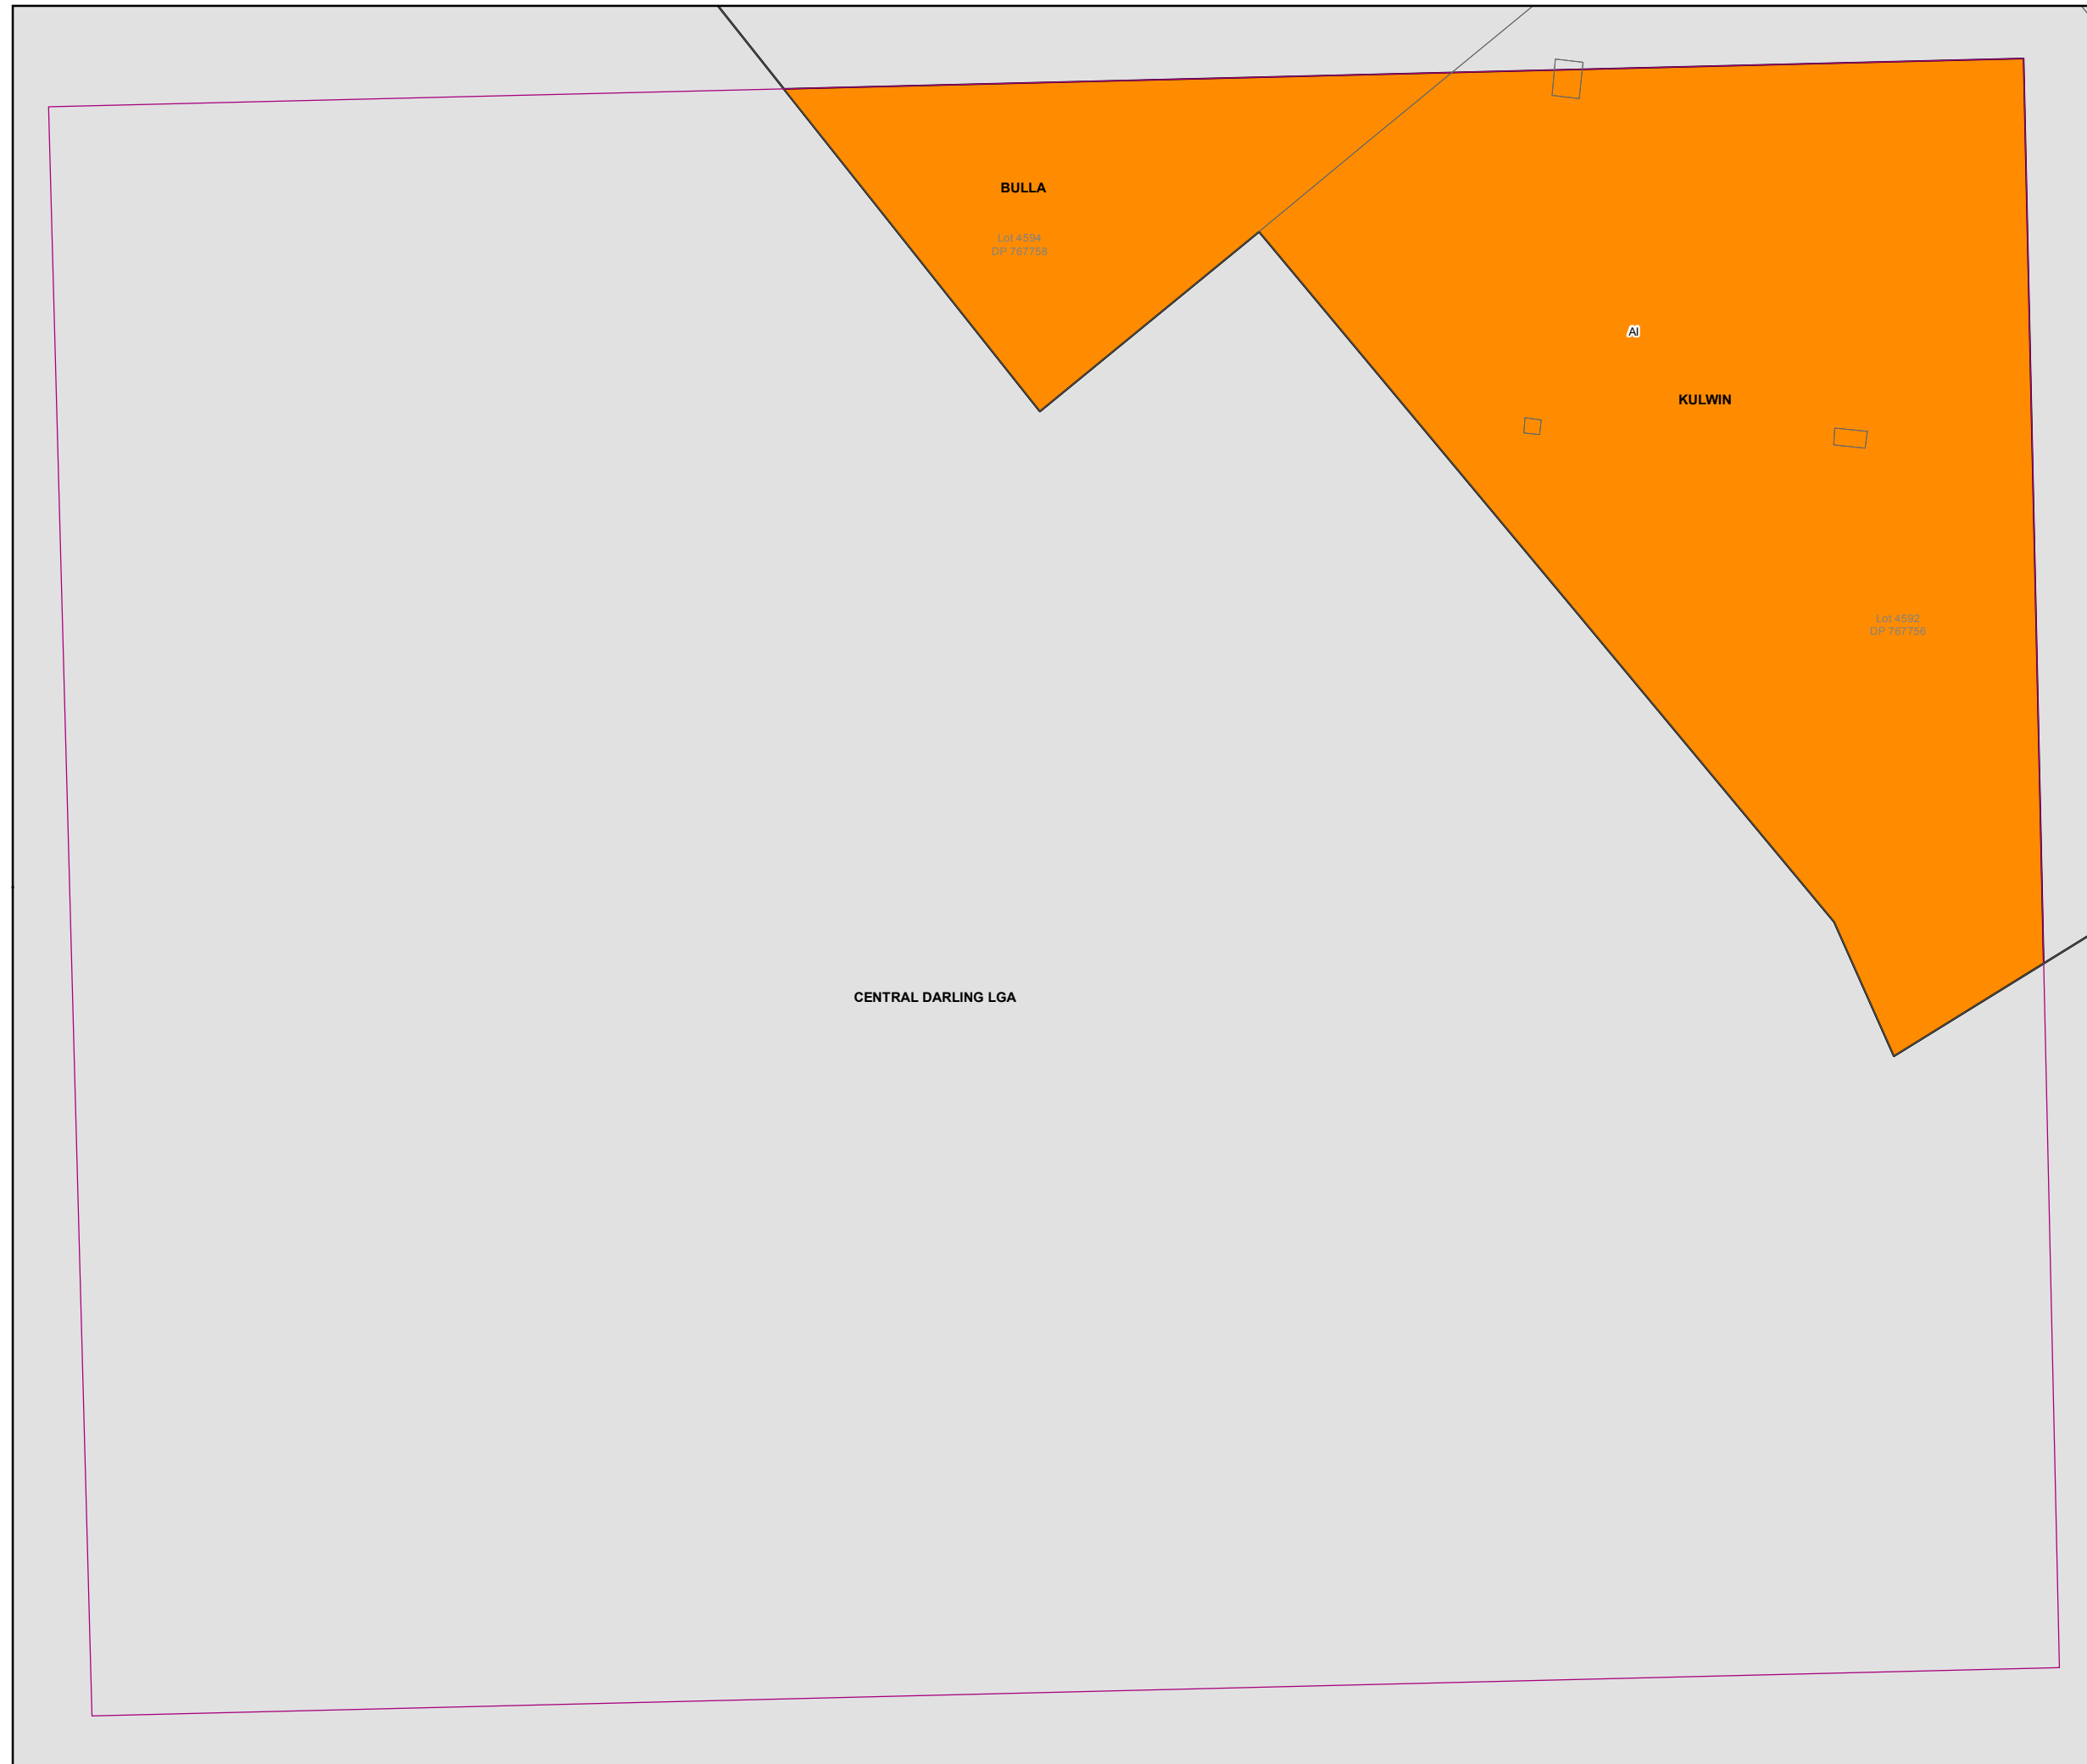 BULLA
Lot 4594
DP 767758
AI
KULWIN
Lot 4592
DP 767756
CENTRAL DARLING LGA